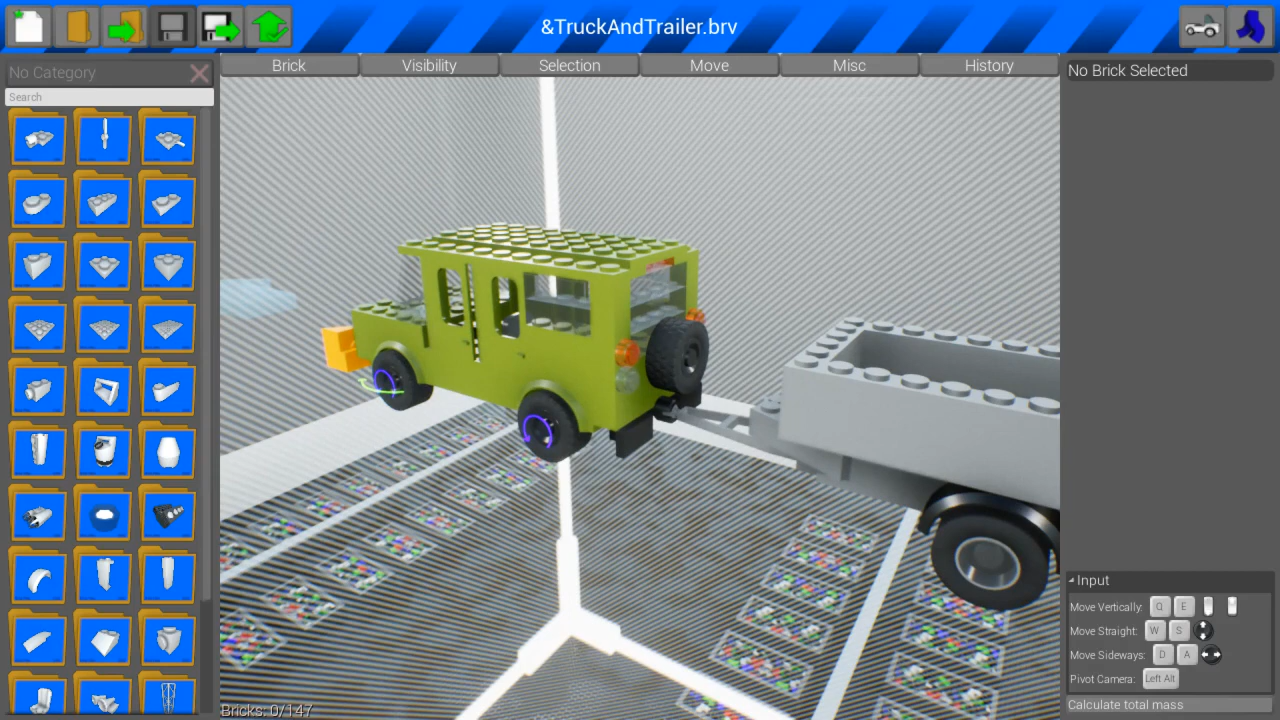 &TruckAndTrailer.brv
No Category
Search
Brick
Visibility
Selection
Move
Misc
History
No Brick Selected
Bricks: 0/147
Input
Move Vertically: Q E
Move Straight: W S
Move Sideways: D A
Pivot Camera: Left Alt
Calculate total mass